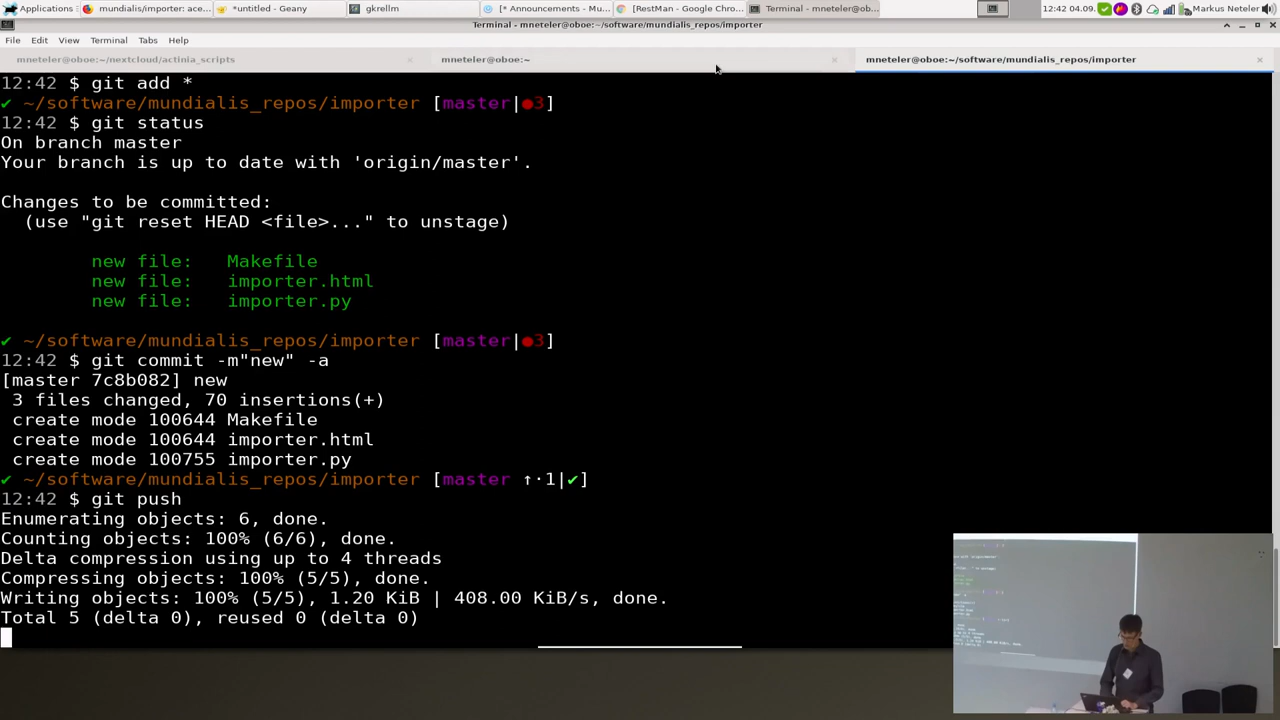 Applications
mundialis/importer: ace...
*untitled - Geany
gkrellm
[* Announcements - Mu...
[RestMan - Google Chro...
Terminal - mneteler@ob...
12:42 04.09.
Markus Neteler
Terminal - mneteler@oboe:~/software/mundialis_repos/importer
File Edit View Terminal Tabs Help
mneteler@oboe:~/nextcloud/actinia_scripts
mneteler@oboe:~
mneteler@oboe:~/software/mundialis_repos/importer
12:42 $ git add *
✔ ~/software/mundialis_repos/importer [master|●3]
12:42 $ git status
On branch master
Your branch is up to date with 'origin/master'.
Changes to be committed:
(use "git reset HEAD <file>..." to unstage)
new file: Makefile
new file: importer.html
new file: importer.py
✔ ~/software/mundialis_repos/importer [master|●3]
12:42 $ git commit -m"new" -a
[master 7c8b082] new
3 files changed, 70 insertions(+)
create mode 100644 Makefile
create mode 100644 importer.html
create mode 100755 importer.py
✔ ~/software/mundialis_repos/importer [master ↑·1|✔]
12:42 $ git push
Enumerating objects: 6, done.
Counting objects: 100% (6/6), done.
Delta compression using up to 4 threads
Compressing objects: 100% (5/5), done.
Writing objects: 100% (5/5), 1.20 KiB | 408.00 KiB/s, done.
Total 5 (delta 0), reused 0 (delta 0)